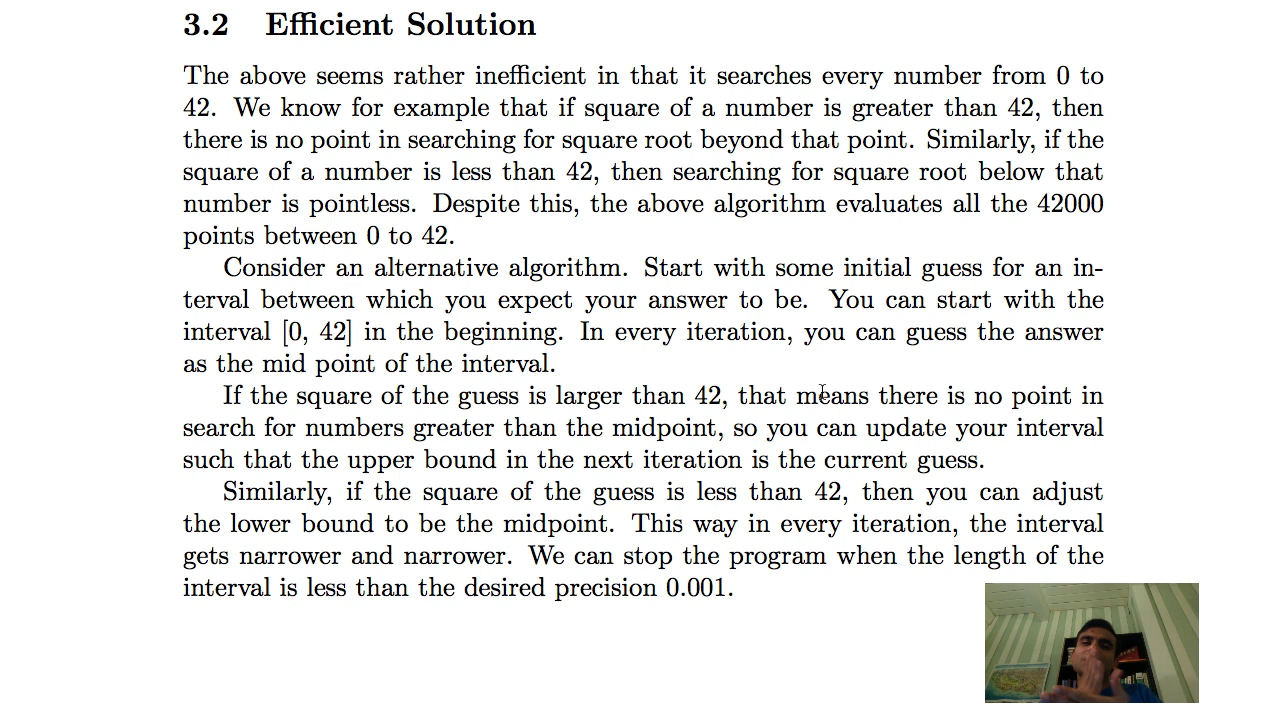 3.2 Efficient Solution
The above seems rather inefficient in that it searches every number from 0 to
42. We know for example that if square of a number is greater than 42, then
there is no point in searching for square root beyond that point. Similarly, if the
square of a number is less than 42, then searching for square root below that
number is pointless. Despite this, the above algorithm evaluates all the 42000
points between 0 to 42.
Consider an alternative algorithm. Start with some initial guess for an in-
terval between which you expect your answer to be. You can start with the
interval [0, 42] in the beginning. In every iteration, you can guess the answer
as the mid point of the interval.
If the square of the guess is larger than 42, that means there is no point in
search for numbers greater than the midpoint, so you can update your interval
such that the upper bound in the next iteration is the current guess.
Similarly, if the square of the guess is less than 42, then you can adjust
the lower bound to be the midpoint. This way in every iteration, the interval
gets narrower and narrower. We can stop the program when the length of the
interval is less than the desired precision 0.001.